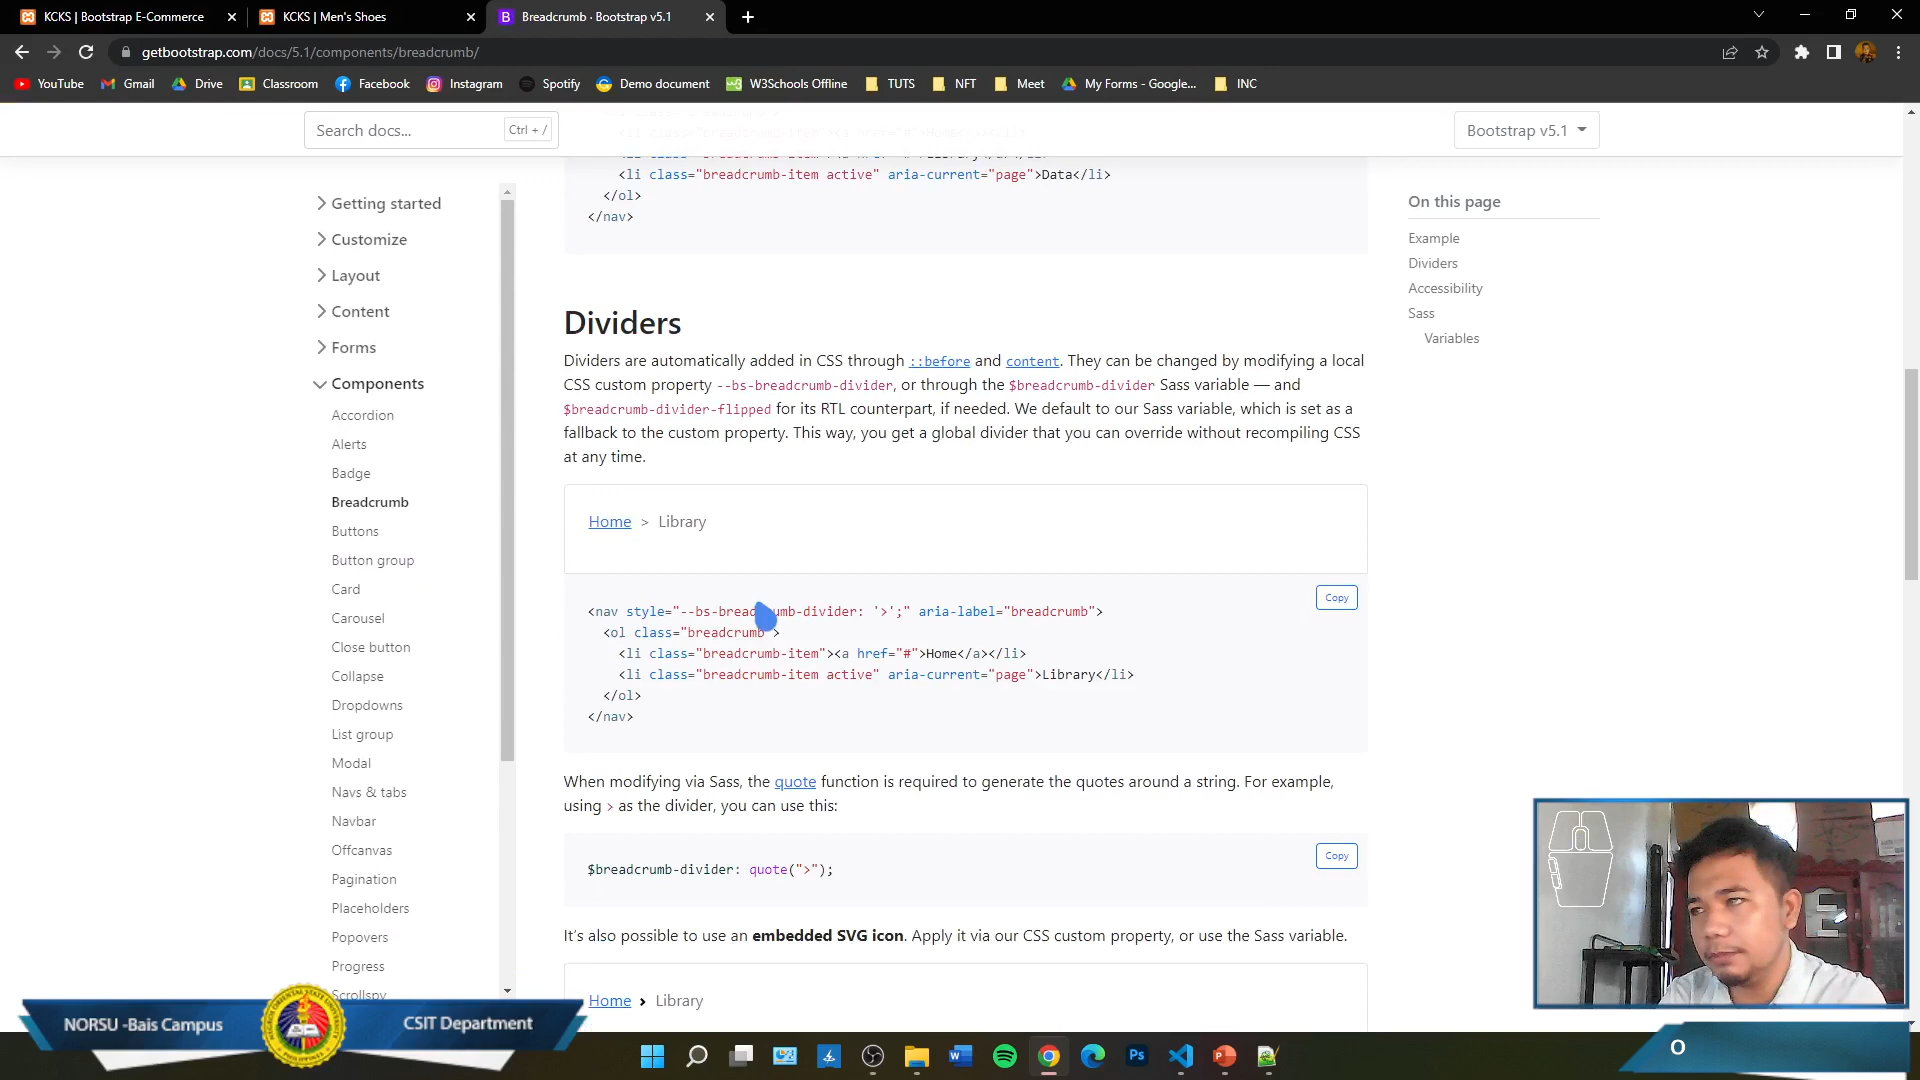 KCKS | Bootstrap E-Commerce
KCKS | Men's Shoes
B Breadcrumb · Bootstrap v5.1
getbootstrap.com/docs/5.1/components/breadcrumb/
YouTube
Gmail
Drive
Classroom
Facebook
Instagram
Spotify
Demo document
W3Schools Offline
TUTS
NFT
Meet
My Forms - Google...
INC
Search docs...
Ctrl + /
Bootstrap v5.1
Getting started
Customize
Layout
Content
Forms
Components
Accordion
Alerts
Badge
Breadcrumb
Buttons
Button group
Card
Carousel
Close button
Collapse
Dropdowns
List group
Modal
Navs & tabs
Navbar
Offcanvas
Pagination
Placeholders
Popovers
Progress
Scrollspy
<li class="breadcrumb-item active" aria-current="page">Data</li>
</ol>
</nav>
Dividers
Dividers are automatically added in CSS through ::before and content. They can be changed by modifying a local
CSS custom property --bs-breadcrumb-divider, or through the $breadcrumb-divider Sass variable — and
$breadcrumb-divider-flipped for its RTL counterpart, if needed. We default to our Sass variable, which is set as a
fallback to the custom property. This way, you get a global divider that you can override without recompiling CSS
at any time.
Home > Library
Copy
<nav style="--bs-breadcrumb-divider: '>';" aria-label="breadcrumb">
<ol class="breadcrumb">
<li class="breadcrumb-item"><a href="#">Home</a></li>
<li class="breadcrumb-item active" aria-current="page">Library</li>
</ol>
</nav>
When modifying via Sass, the quote function is required to generate the quotes around a string. For example,
using > as the divider, you can use this:
Copy
$breadcrumb-divider: quote(">");
It's also possible to use an embedded SVG icon. Apply it via our CSS custom property, or use the Sass variable.
Home › Library
On this page
Example
Dividers
Accessibility
Sass
Variables
NORSU -Bais Campus
CSIT Department
O